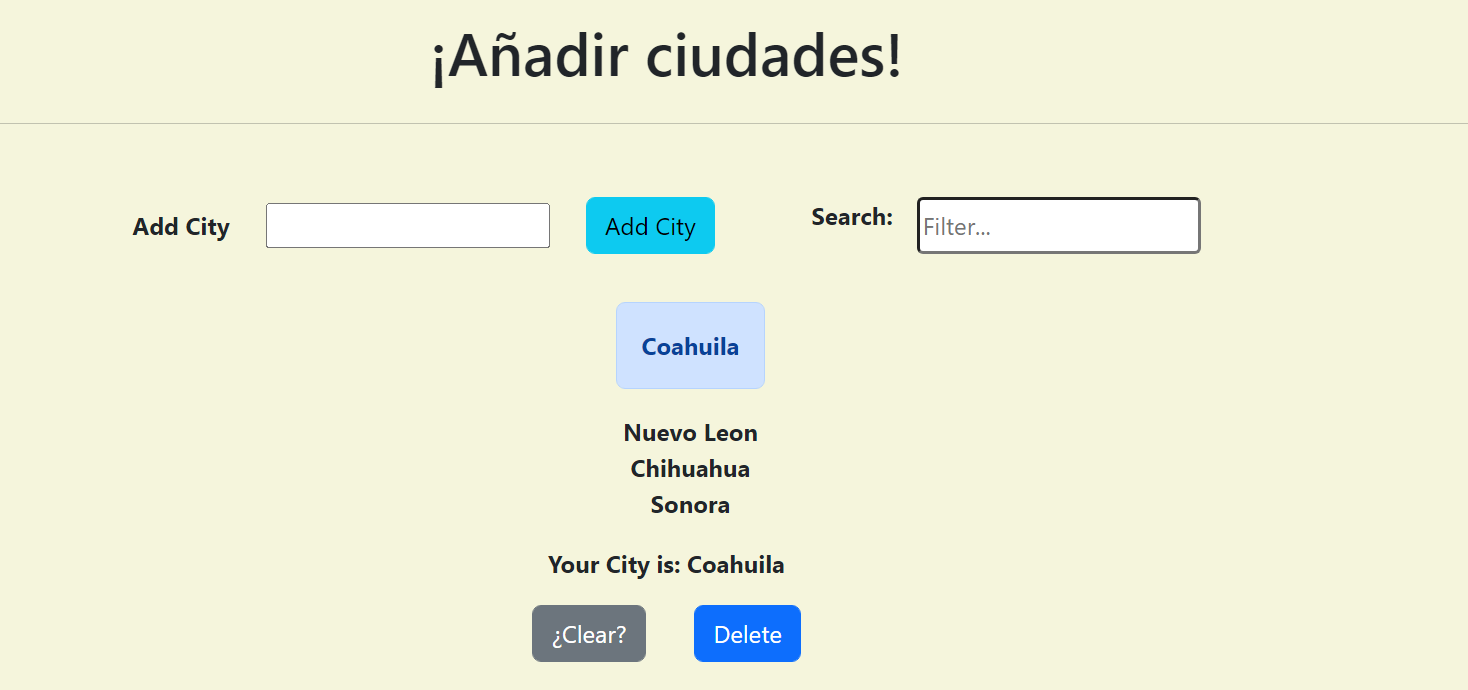 ¡Añadir ciudades!
Add City Add City Search: Filter...
Coahuila
Nuevo Leon
Chihuahua
Sonora
Your City is: Coahuila
¿Clear? Delete